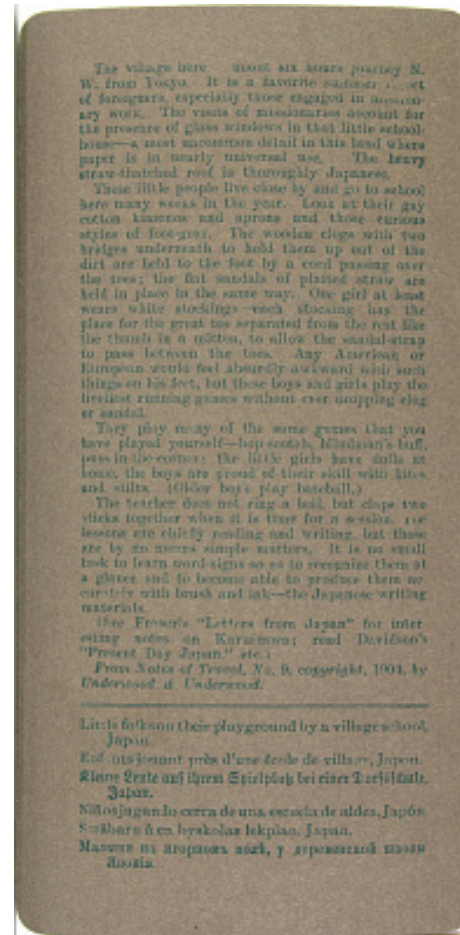 The village here about six hours journey N.
W. from Tokyo. It is a favorite summer
of foreigners, especially those engaged in mission-
ary work. The visits of missionaries account for
the presence of glass windows in that little school-
house—a most uncommon detail in this land where
paper is in nearly universal use. The heavy
straw-thatched roof is thoroughly Japanese.
These little people live close by and go to school
here many weeks in the year. Look at their gay
cotton kimonos and aprons and those curious
styles of foot-gear. The wooden clogs with two
bridges underneath to hold them up out of the
dirt are held to the foot by a cord passing over
the toes; the flat sandals of plaited straw are
held in place in the same way. One girl at least
wears white stockings—each stocking has the
place for the great toe separated from the rest like
the thumb in a mitten, to allow the sandal-strap
to pass between the toes. Any American or
European would feel absurdly awkward with such
things on his feet, but these boys and girls play the
liveliest running games without ever dropping clog
or sandal.
They play many of the same games that you
have played yourself—hop-scotch, blindman's-buff,
puss-in-the-corner; the little girls have dolls at
home, the boys are proud of their skill with kites
and stilts. (Older boys play baseball.)
The teacher does not ring a bell, but claps two
sticks together when it is time for a session. The
lessons are chiefly reading and writing, but those
are by no means simple matters. It is no small
task to learn word-signs so as to recognize them at
a glance and to become able to produce them ac-
curately with brush and ink—the Japanese writing
materials.
(See Fraser's "Letters from Japan" for inter-
esting notes on Karuizawa; read Davidson's
"Present Day Japan," etc.)
From Notes of Travel, No. 9, copyright, 1904, by
Underwood & Underwood.
Little folks on their playground by a village school,
Japan.
Enfants jouant près d'une école de village, Japon.
Kleine Leute auf ihrem Spielplatz bei einer Dorfschule,
Japan.
Niños jugando cerca de una escuela de aldea, Japón.
Småbarn å en byskolas lekplan, Japan.
у деревенской школы
Японія.